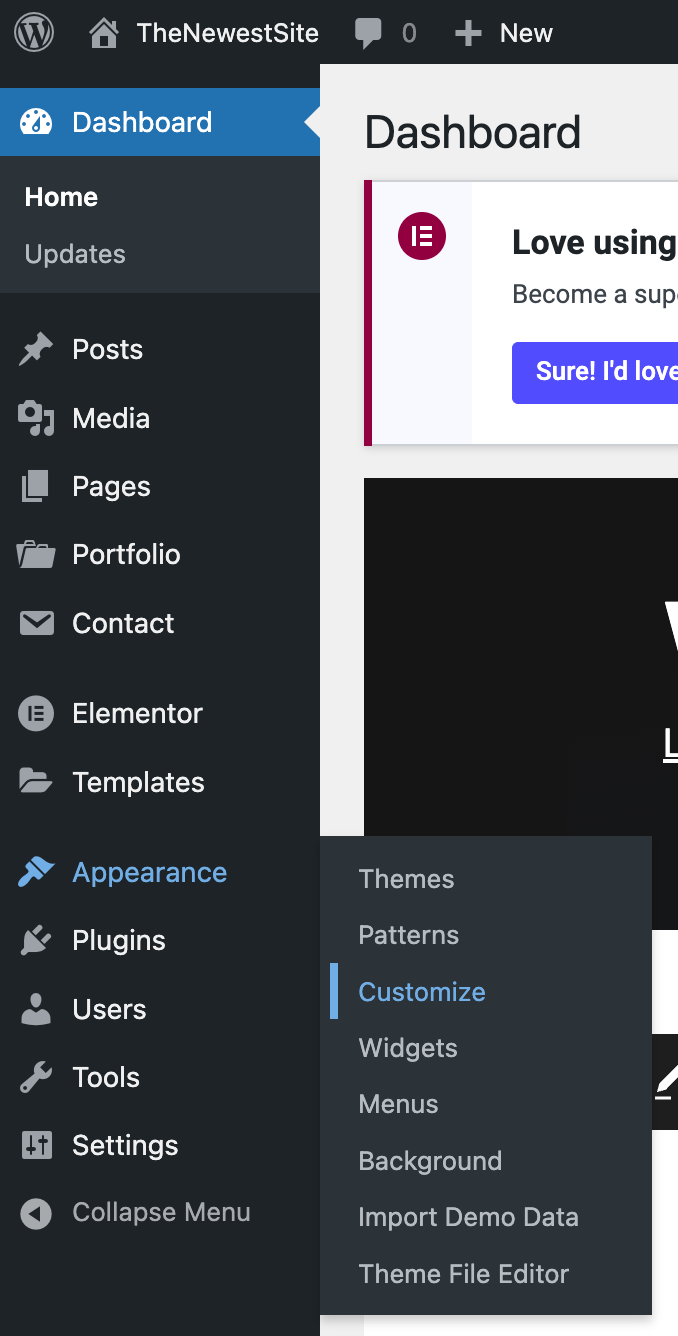 TheNewestSite 0 New
Dashboard
Home
Updates
Posts
Media
Pages
Portfolio
Contact
Elementor
Templates
Appearance
Plugins
Users
Tools
Settings
Collapse Menu
Dashboard
Love using
Become a
Sure! I'd love
Themes
Patterns
Customize
Widgets
Menus
Background
Import Demo Data
Theme File Editor